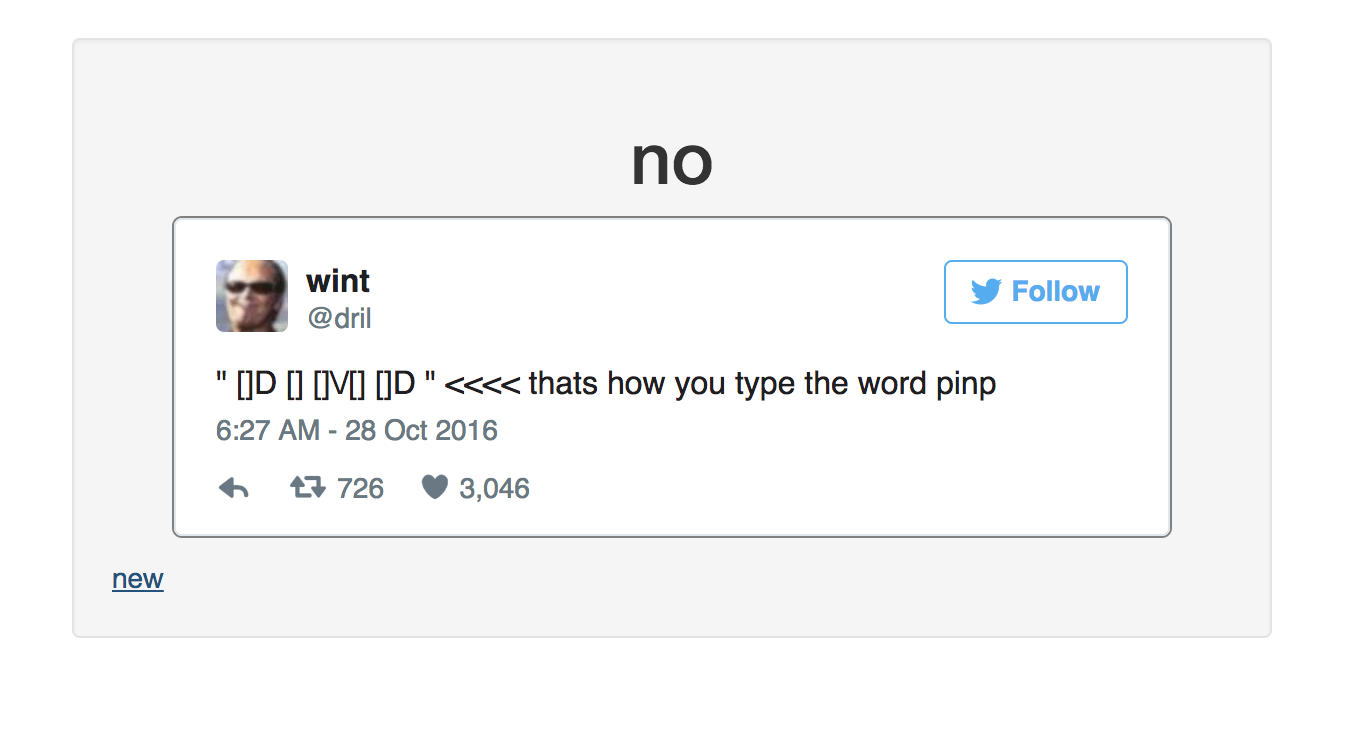 no
wint
@dril
Follow
" []D [] []\/[] []D " <<<< thats how you type the word pinp
6:27 AM - 28 Oct 2016
726 3,046
new